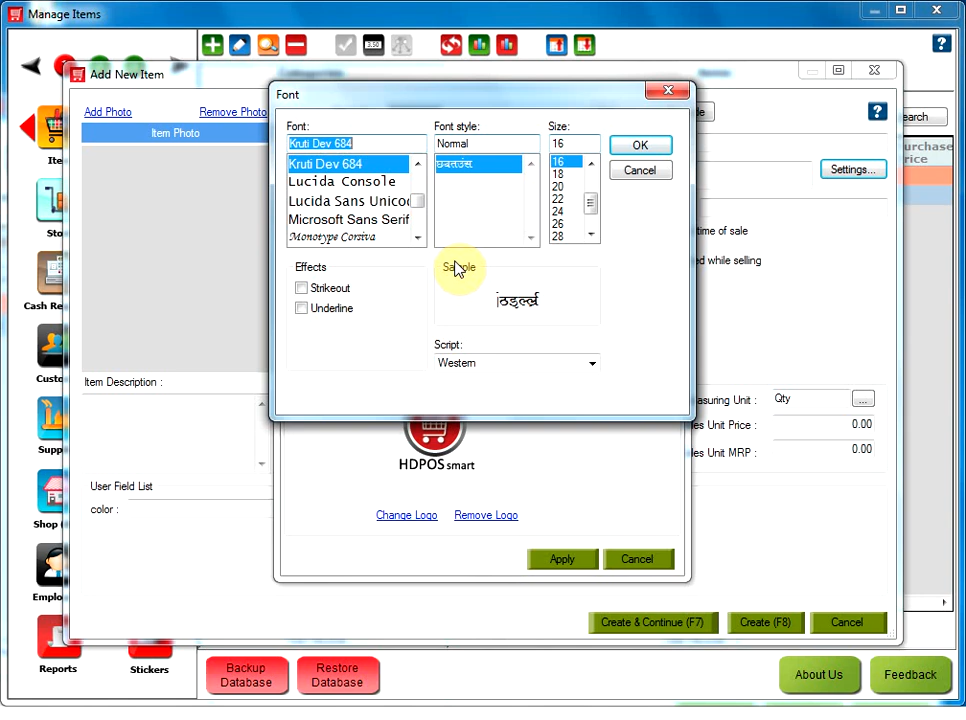 Manage Items
Add New Item
Add Photo
Remove Photo
Item Photo
Item Description :
User Field List
color :
Font
Font:
Kruti Dev 684
Kruti Dev 684
Lucida Console
Lucida Sans Unicod
Microsoft Sans Serif
Monotype Corsiva
Font style:
Normal
Size:
16
16
18
20
22
24
26
28
OK
Cancel
Effects
Strikeout
Underline
Sample
Script:
Western
HDPOS smart
Change Logo
Remove Logo
Apply
Cancel
earch
urchase
rice
Settings...
time of sale
ed while selling
asuring Unit :
Qty
...
es Unit Price :
0.00
es Unit MRP :
0.00
Create & Continue (F7)
Create (F8)
Cancel
Ite
Sto
Cash Re
Custo
Supp
Shop (
Emplo
Reports
Stickers
Backup
Database
Restore
Database
About Us
Feedback
3.50
?
?